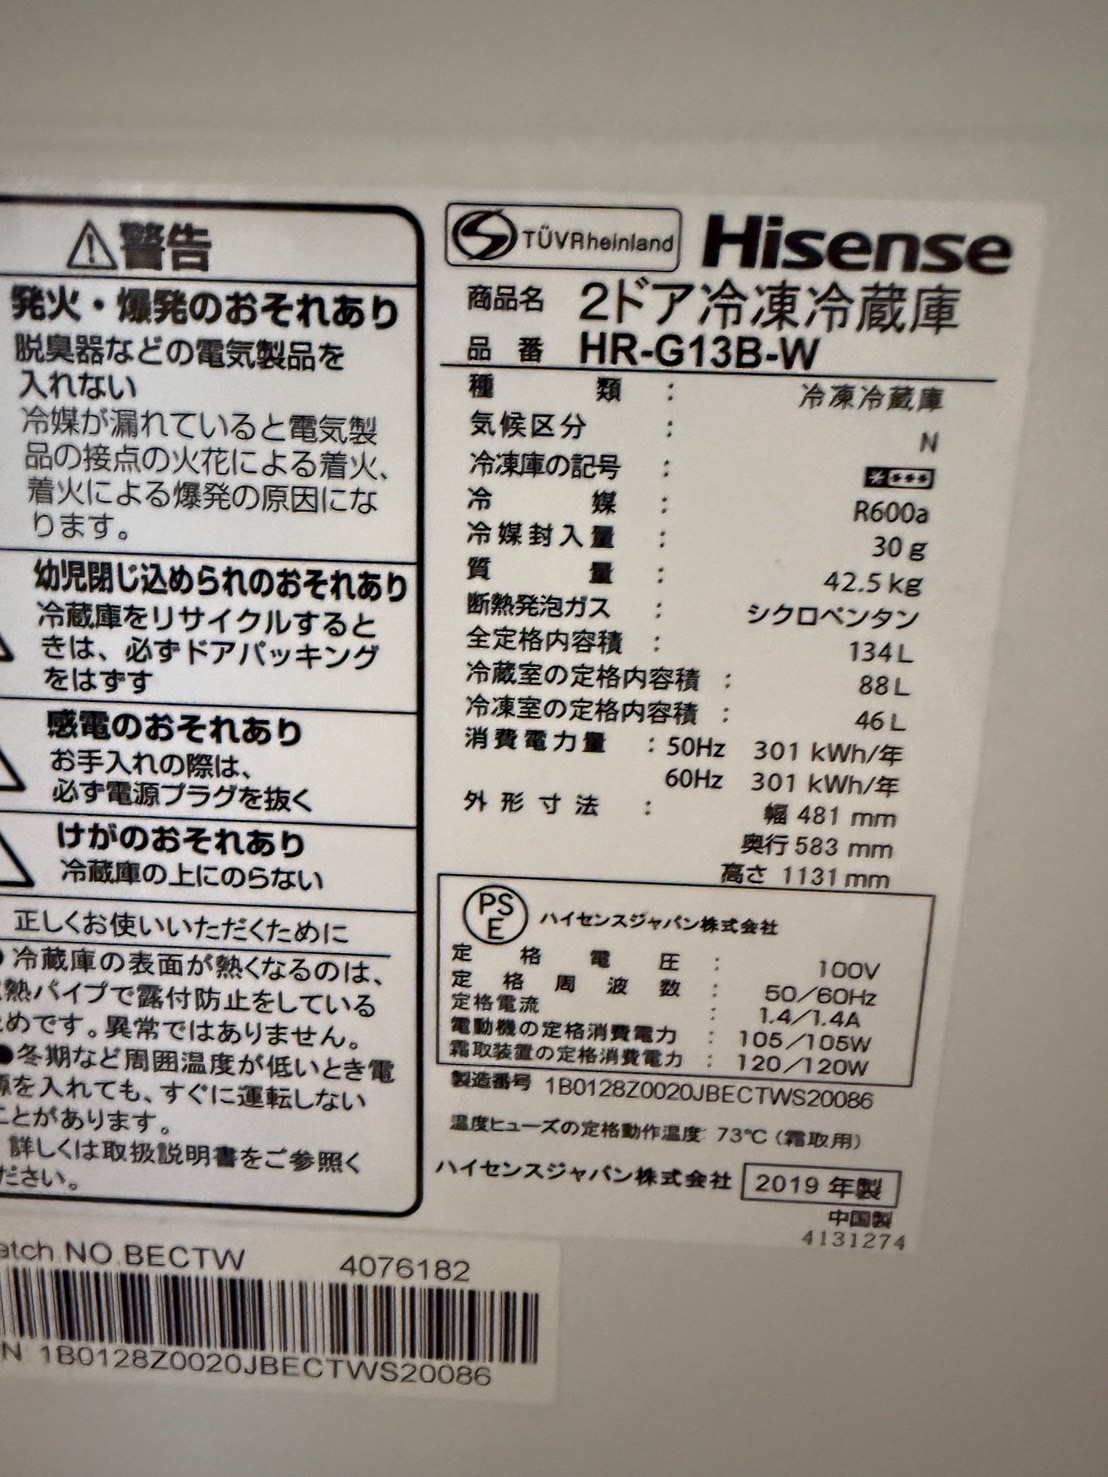 警告
発火・爆発のおそれあり
脱臭器などの電気製品を
入れない
冷媒が漏れていると電気製
品の接点の火花による着火、
着火による爆発の原因にな
ります。
幼児閉じ込められのおそれあり
冷蔵庫をリサイクルすると
きは、必ずドアパッキング
をはずす
感電のおそれあり
お手入れの際は、
必ず電源プラグを抜く
けがのおそれあり
冷蔵庫の上にのらない
正しくお使いいただくために
●冷蔵庫の表面が熱くなるのは、
熱パイプで露付防止をしている
めです。異常ではありません。
●冬期など周囲温度が低いとき電
源を入れても、すぐに運転しない
ことがあります。
詳しくは取扱説明書をご参照く
ださい。
TÜVRheinland Hisense
商品名 2ドア冷凍冷蔵庫
品番 HR-G13B-W
種類 : 冷凍冷蔵庫
気候区分 : N
冷凍庫の記号 :
冷媒 : R600a
冷媒封入量 : 30g
質量 : 42.5kg
断熱発泡ガス : シクロペンタン
全定格内容積 : 134L
冷蔵室の定格内容積 : 88L
冷凍室の定格内容積 : 46L
消費電力量 : 50Hz 301 kWh/年
60Hz 301 kWh/年
外形寸法 : 幅 481 mm
奥行 583 mm
高さ 1131 mm
PSE ハイセンスジャパン株式会社
定格電圧 : 100V
定格周波数 : 50/60Hz
定格電流 : 1.4/1.4A
電動機の定格消費電力 : 105/105W
霜取装置の定格消費電力 : 120/120W
製造番号 1B0128Z0020JBECTWS20086
温度ヒューズの定格動作温度: 73℃(霜取用)
ハイセンスジャパン株式会社 2019 年製
中国製
4131274
atch NO.BECTW 4076182
N: 1B0128Z0020JBECTWS20086